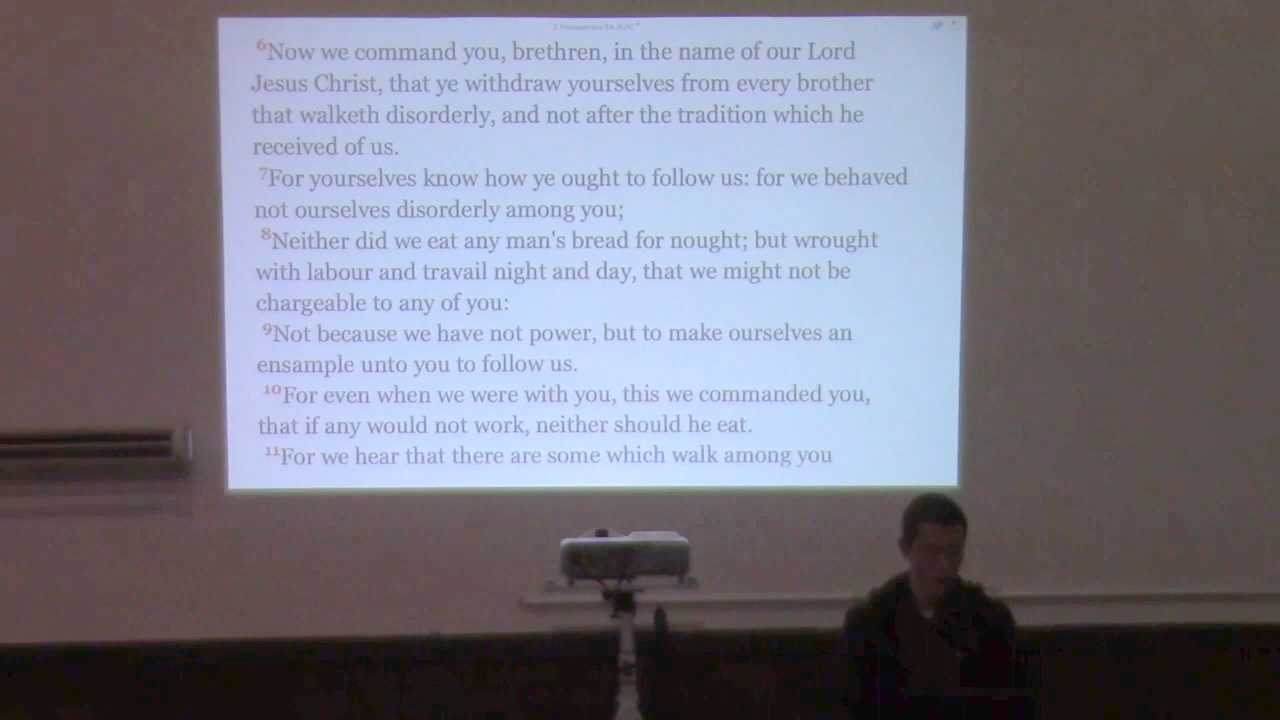 ⁶Now we command you, brethren, in the name of our Lord
Jesus Christ, that ye withdraw yourselves from every brother
that walketh disorderly, and not after the tradition which he
received of us.
⁷For yourselves know how ye ought to follow us: for we behaved
not ourselves disorderly among you;
⁸Neither did we eat any man's bread for nought; but wrought
with labour and travail night and day, that we might not be
chargeable to any of you:
⁹Not because we have not power, but to make ourselves an
ensample unto you to follow us.
¹⁰For even when we were with you, this we commanded you,
that if any would not work, neither should he eat.
¹¹For we hear that there are some which walk among you